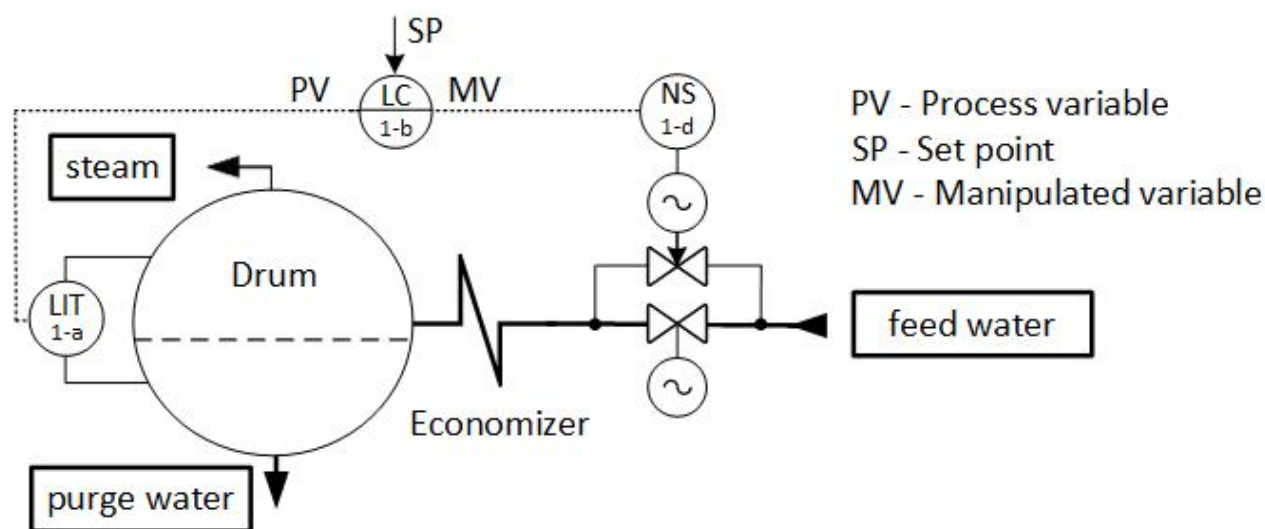 SP
PV
LC
1-b
MV
NS
1-d
PV - Process variable
SP - Set point
MV - Manipulated variable
steam
Drum
LIT
1-a
feed water
Economizer
purge water